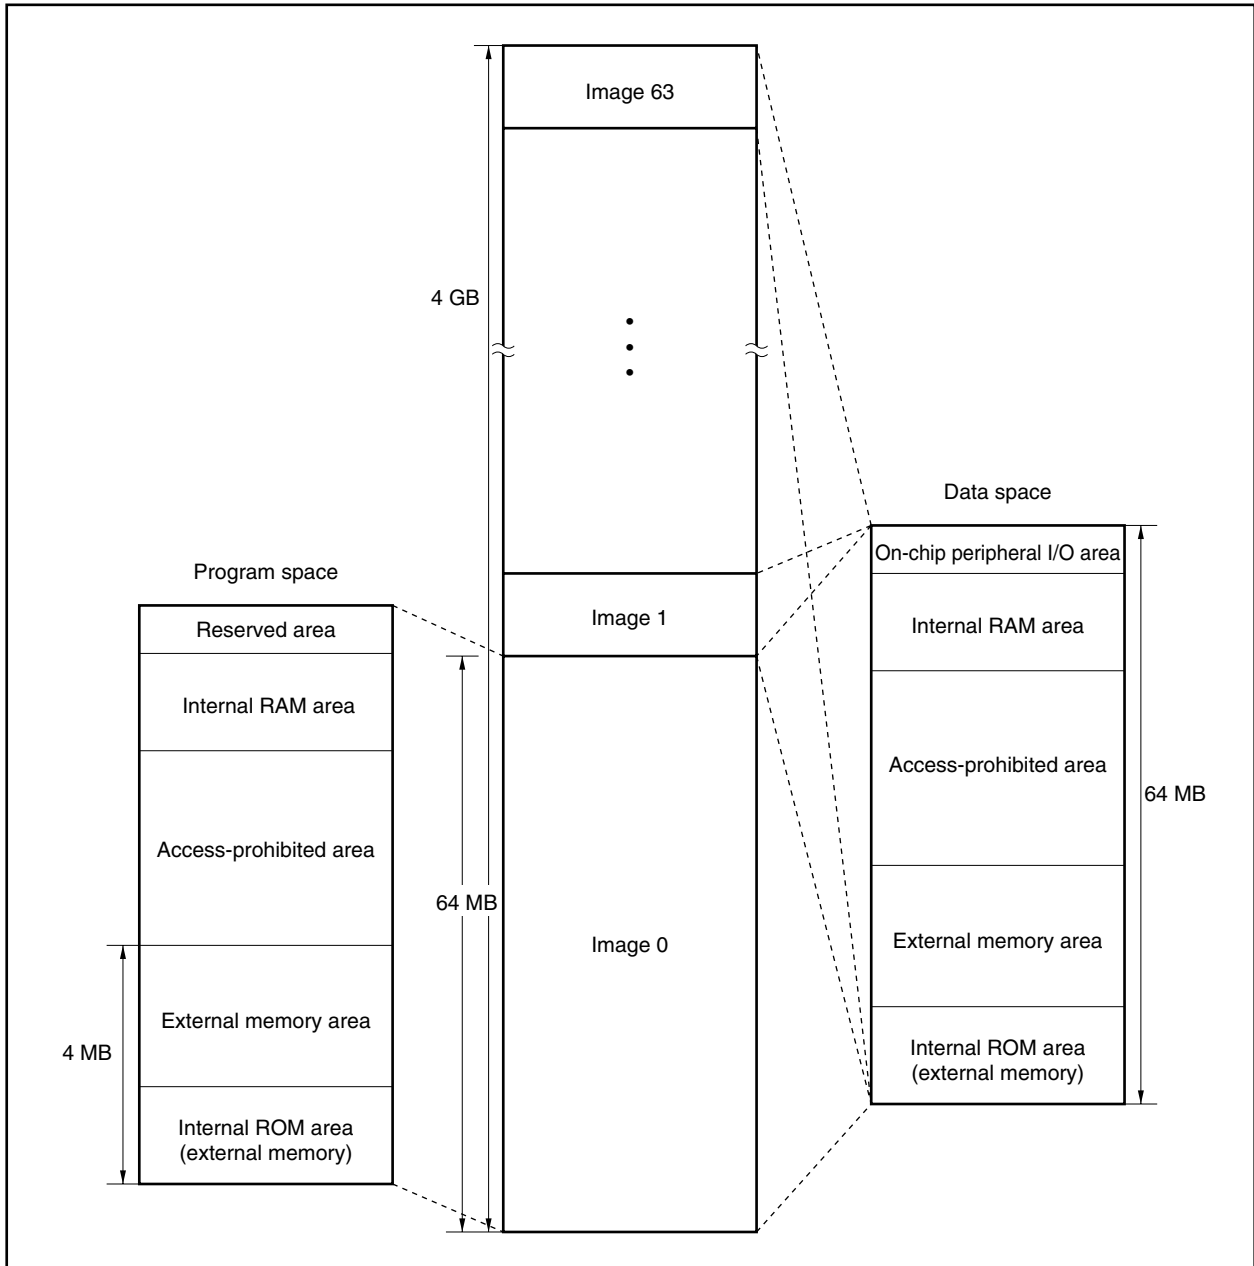 Image 63
4 GB
Data space
On-chip peripheral I/O area
Program space
Reserved area
Image 1
Internal RAM area
Internal RAM area
Access-prohibited area
64 MB
Access-prohibited area
64 MB
Image 0
External memory area
External memory area
4 MB
Internal ROM area
(external memory)
Internal ROM area
(external memory)